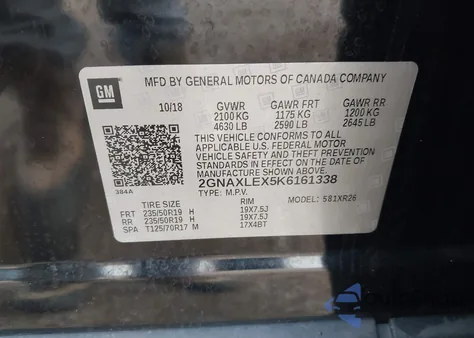 GM
MFD BY GENERAL MOTORS OF CANADA COMPANY
10/18 GVWR GAWR FRT GAWR RR
2100 KG 1175 KG 1200 KG
4630 LB 2590 LB 2645 LB
THIS VEHICLE CONFORMS TO ALL
APPLICABLE U.S. FEDERAL MOTOR
VEHICLE SAFETY AND THEFT PREVENTION
STANDARDS IN EFFECT ON THE DATE OF
MANUFACTURE SHOWN ABOVE.
384A 2GNAXLEX5K6161338
TYPE: M.P.V. MODEL: 581XR26
TIRE SIZE RIM
FRT 235/50R19 H 19X7.5J
RR 235/50R19 H 19X7.5J
SPA T125/70R17 M 17X4BT